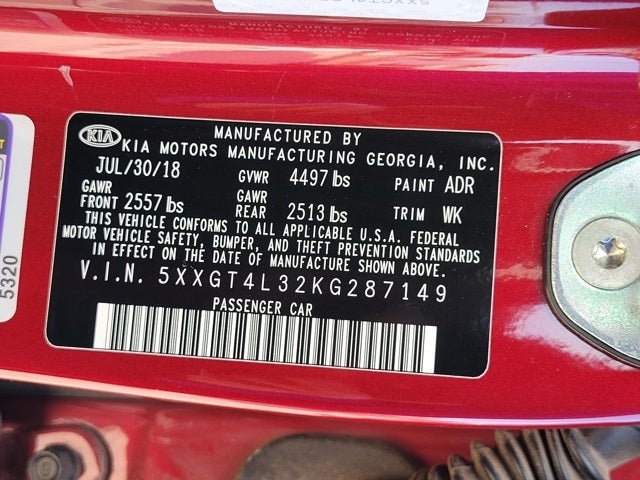 MANUFACTURED BY
KIA KIA MOTORS MANUFACTURING GEORGIA, INC.
JUL/30/18 GVWR 4497 lbs PAINT ADR
GAWR FRONT 2557 lbs GAWR REAR 2513 lbs TRIM WK
THIS VEHICLE CONFORMS TO ALL APPLICABLE U.S.A. FEDERAL
MOTOR VEHICLE SAFETY, BUMPER, AND THEFT PREVENTION STANDARDS
IN EFFECT ON THE DATE OF MANUFACTURE SHOWN ABOVE.
V.I.N. 5XXGT4L32KG287149
PASSENGER CAR
5320